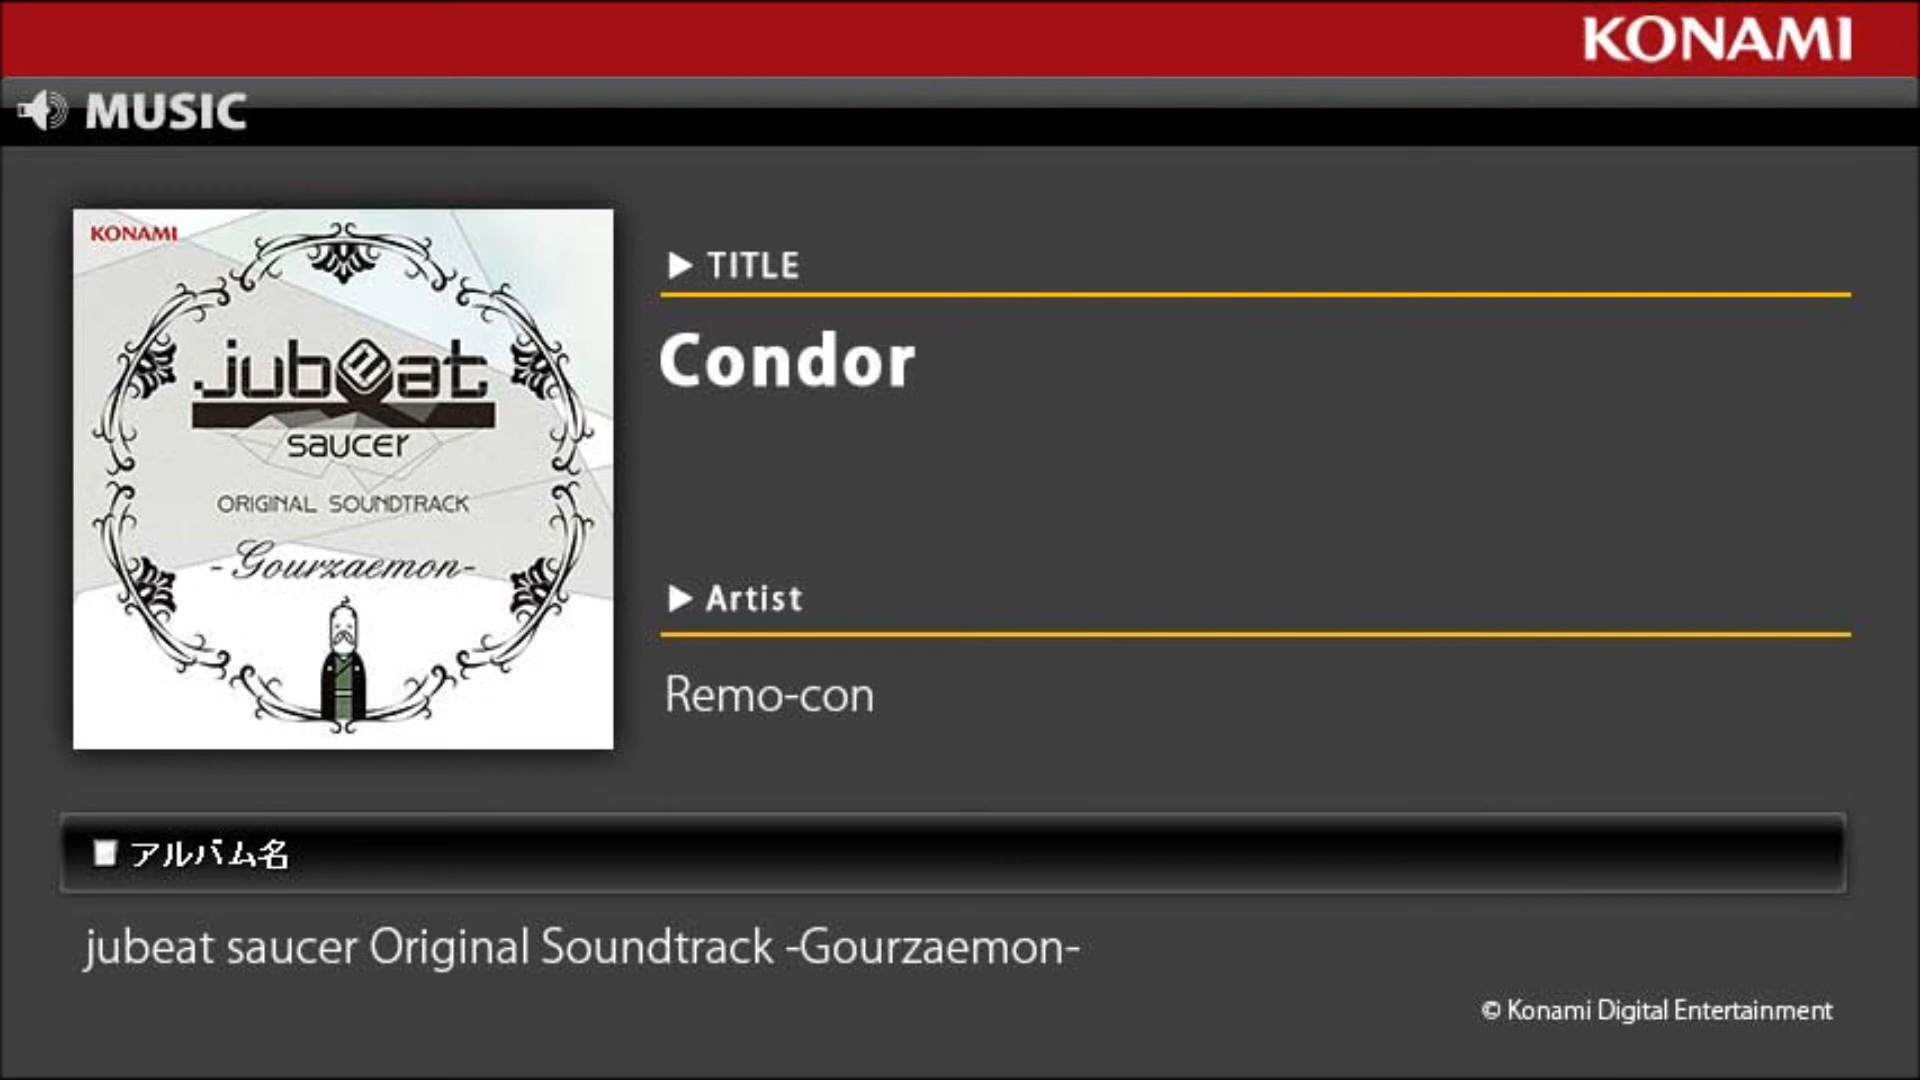 KONAMI
MUSIC
KONAMI
jubeat
saucer
ORIGINAL SOUNDTRACK
-Gourzaemon-
▶ TITLE
Condor
▶ Artist
Remo-con
アルバム名
jubeat saucer Original Soundtrack -Gourzaemon-
© Konami Digital Entertainment